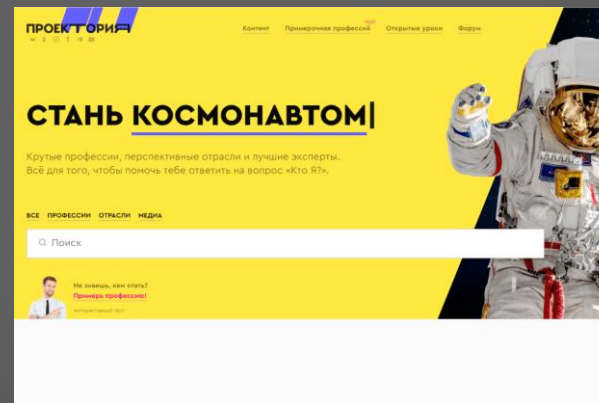 ПРОЕКТОРИЯ
Контент Примерочная профессий Открытые уроки Форум
СТАНЬ КОСМОНАВТОМ
Крутые профессии, перспективные отрасли и лучшие эксперты.
Всё для того, чтобы помочь тебе ответить на вопрос «Кто Я?».
ВСЕ ПРОФЕССИИ ОТРАСЛИ МЕДИА
Поиск
Не знаешь, кем стать?
Примерь профессию!
интерактивный тест